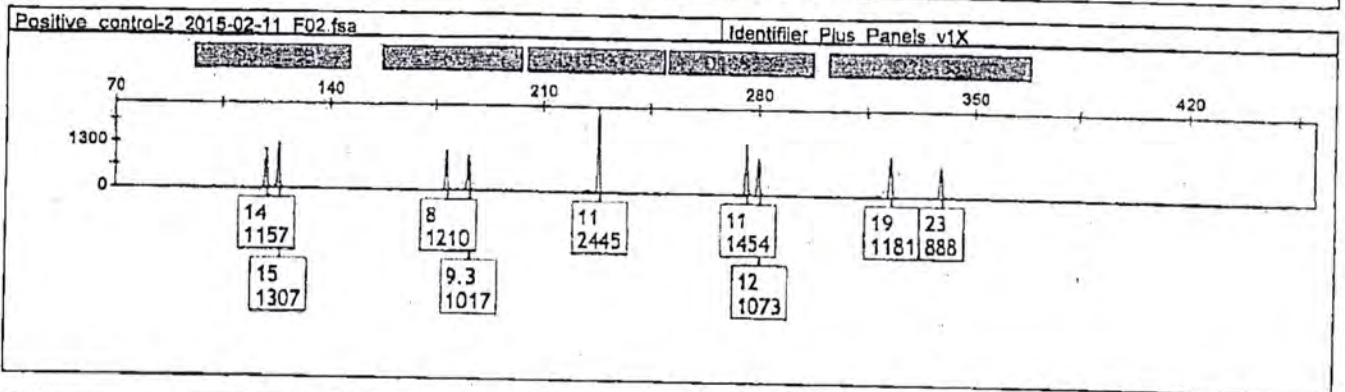 Positive control-2 2015-02-11 F02.fsa Identifiler Plus Panels v1X
70 140 210 280 350 420
1300
0
14 8 11 11 19 23
1157 1210 2445 1454 1181 888
15 9.3 12
1307 1017 1073